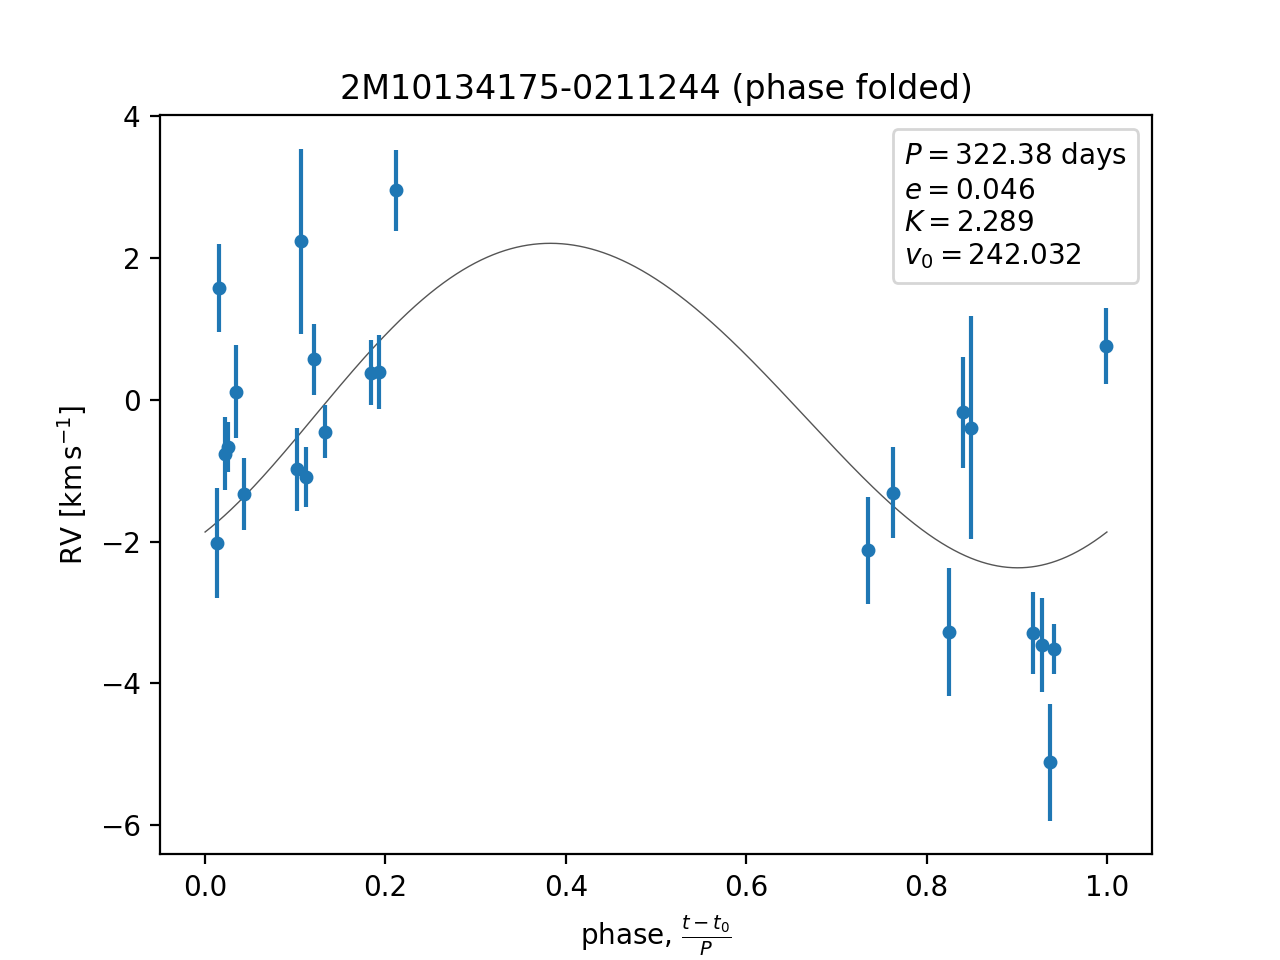 2M10134175-0211244 (phase folded)
4
2
0
−2
−4
−6
RV [km s⁻¹]
P = 322.38 days
e = 0.046
K = 2.289
v₀ = 242.032
0.0 0.2 0.4 0.6 0.8 1.0
phase, (t − t₀)/P